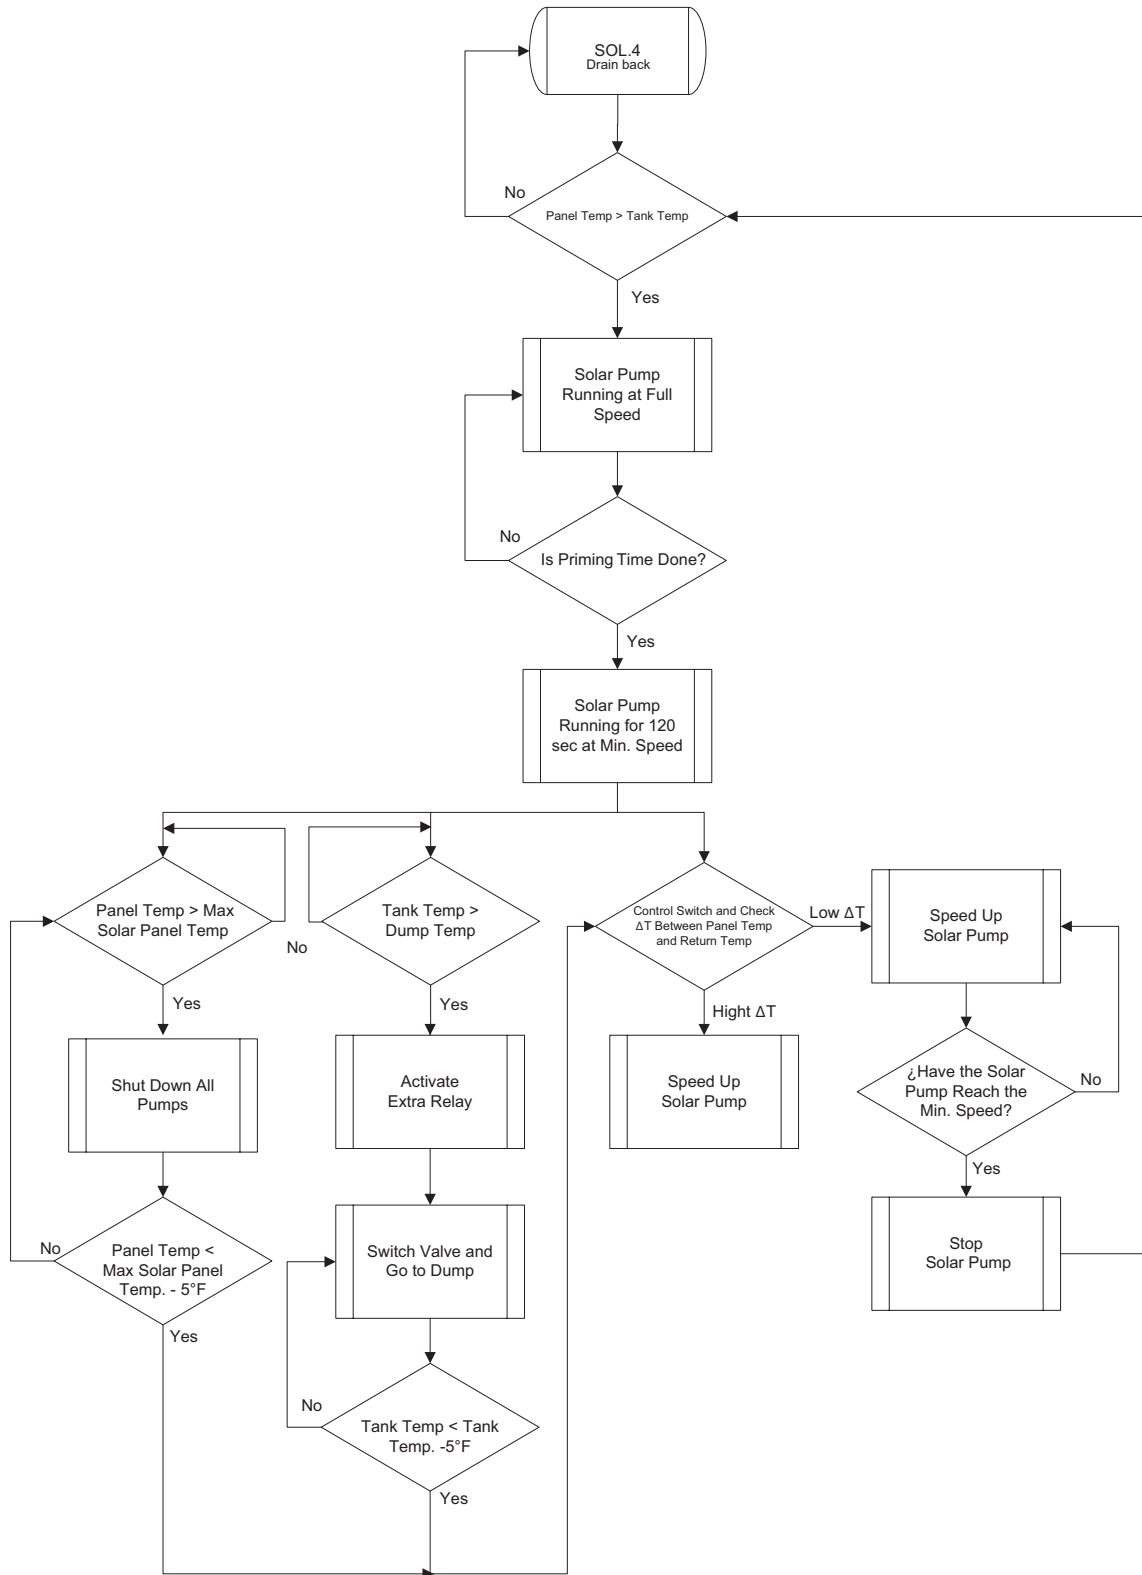 SOL.4
Drain back
No
Panel Temp > Tank Temp
Yes
Solar Pump
Running at Full
Speed
No
Is Priming Time Done?
Yes
Solar Pump
Running for 120
sec at Min. Speed
Panel Temp > Max
Solar Panel Temp
No
Yes
Shut Down All
Pumps
No
Panel Temp <
Max Solar Panel
Temp. - 5°F
Yes
Tank Temp >
Dump Temp
Yes
Activate
Extra Relay
Switch Valve and
Go to Dump
No
Tank Temp < Tank
Temp. -5°F
Yes
Control Switch and Check
ΔT Between Panel Temp
and Return Temp
Low ΔT
Hight ΔT
Speed Up
Solar Pump
Speed Up
Solar Pump
¿Have the Solar
Pump Reach the
Min. Speed?
No
Yes
Stop
Solar Pump